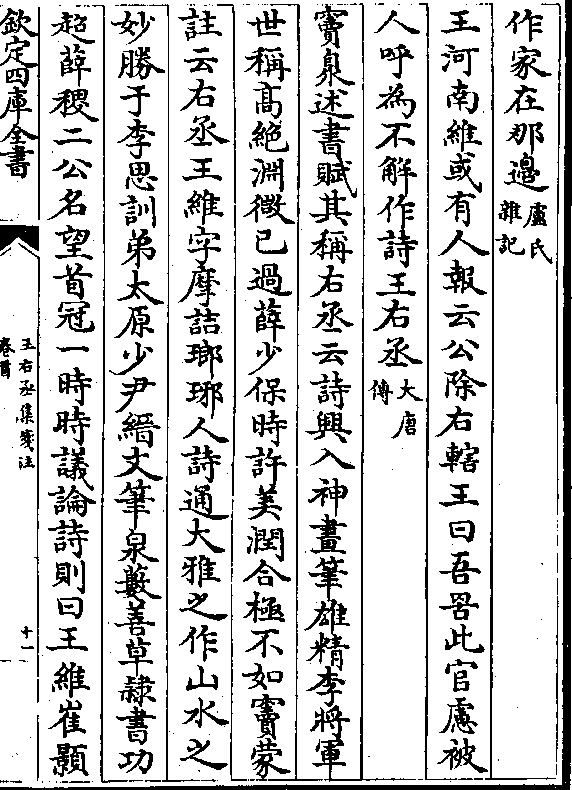 作家在那邉盧氏雜記
王河南維或有人報云公除右轄王曰吾罟此官慮被
人呼為不解作詩王右丞大唐傳
竇臮述書賦其稱右丞云詩興入神畫筆雄精李將軍
世稱髙絶淵微已過薛少保時許美潤合極不如竇蒙
註云右丞王維字摩詰瑯琊人詩通大雅之作山水之
妙勝于李思訓弟太原少尹縉文筆泉藪善草隸書功
超薛稷二公名望首冠一時時議論詩則曰王維崔顥
欽定四庫全書
王右丞集箋注
卷首
十一